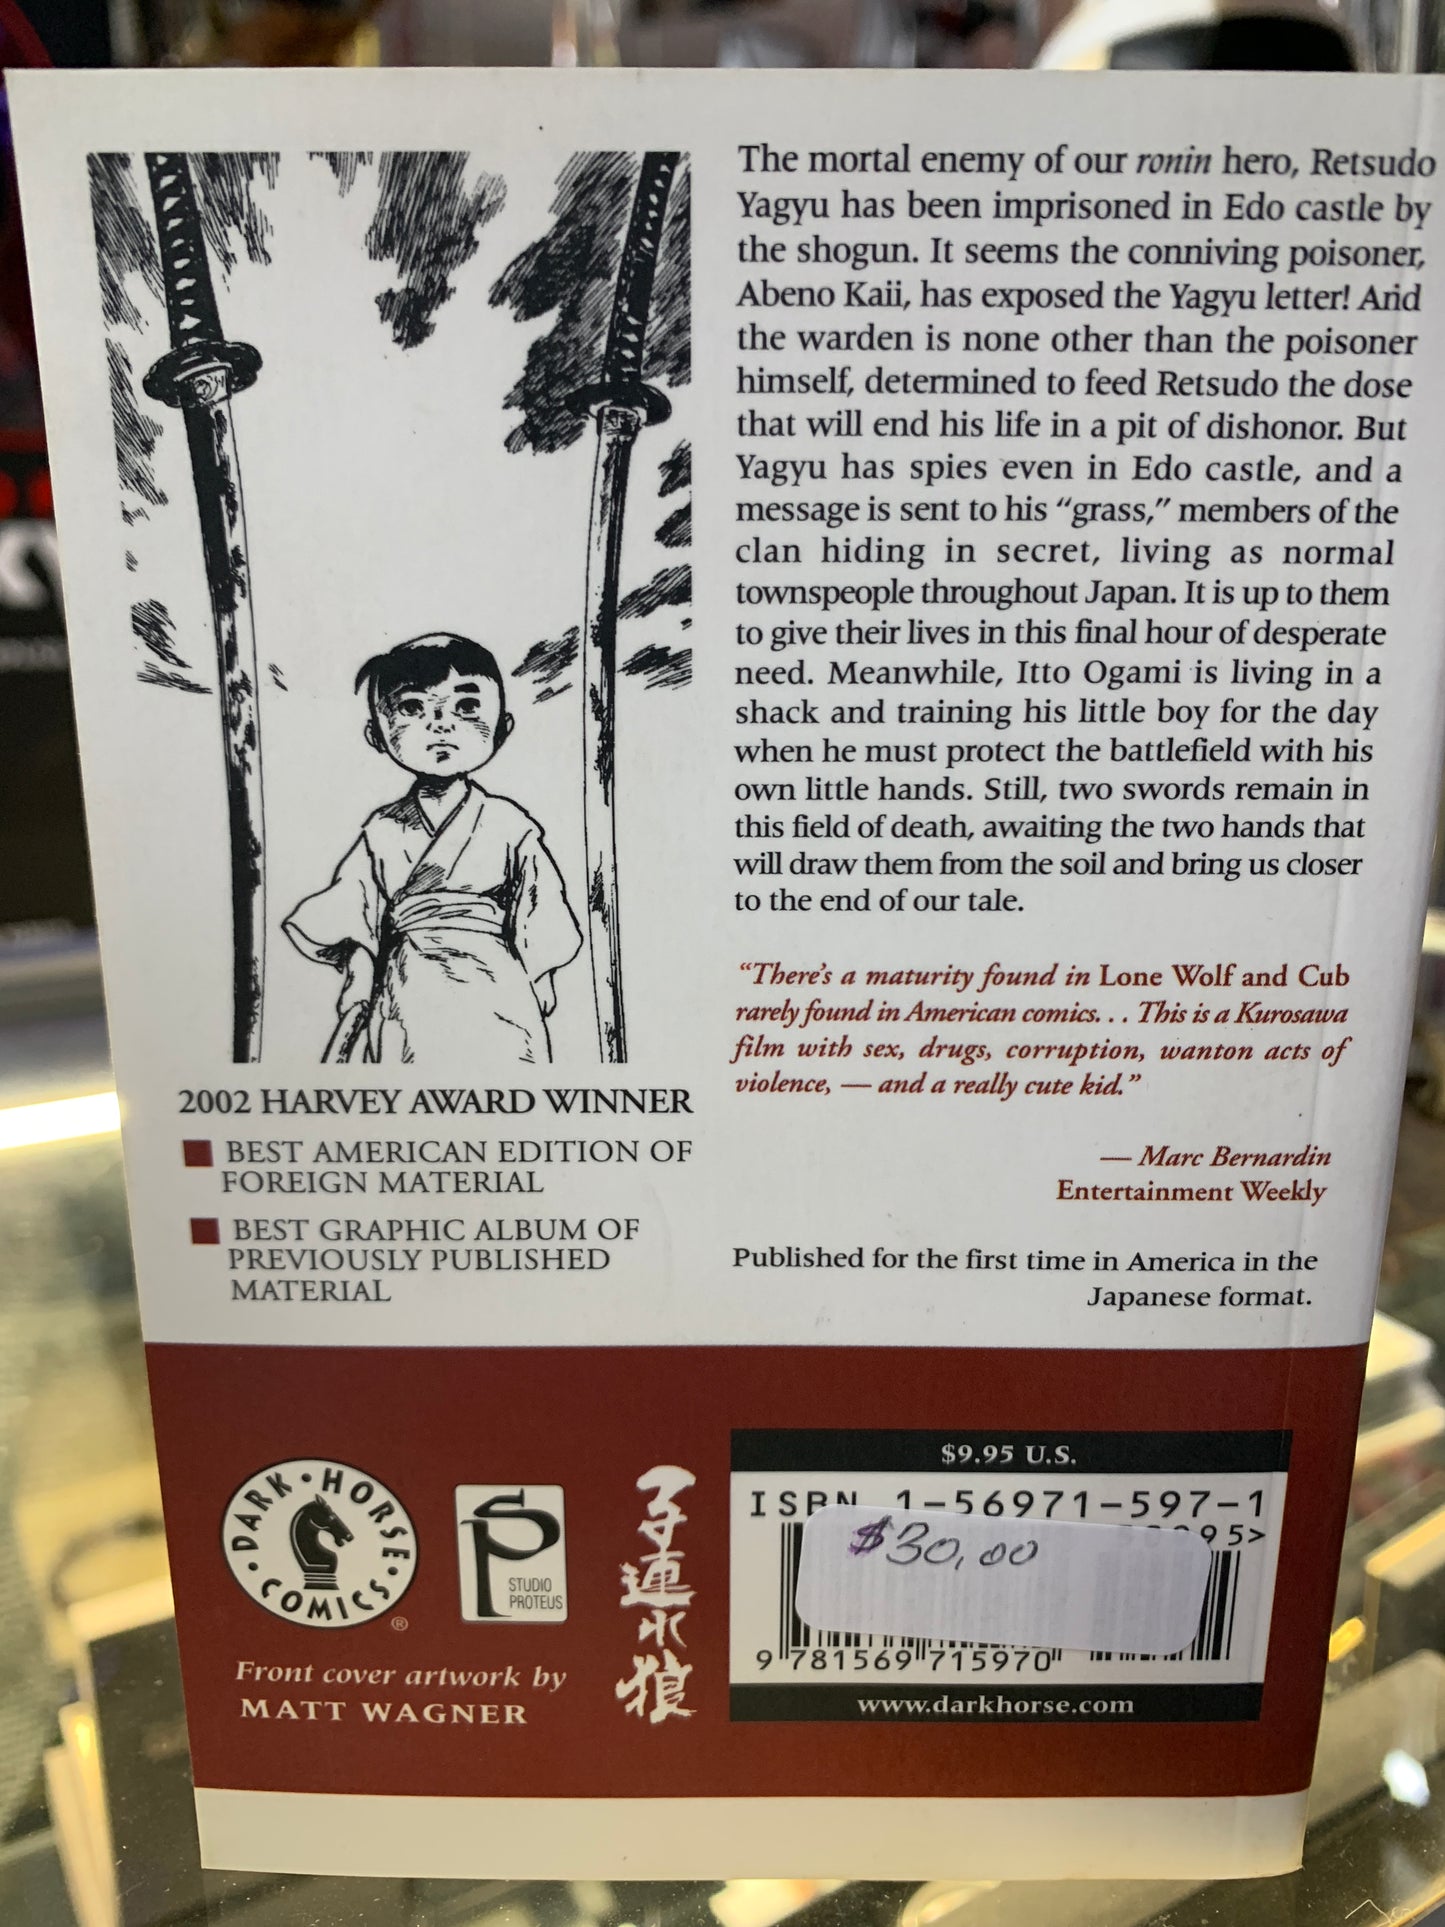 The mortal enemy of our ronin hero, Retsudo
Yagyu has been imprisoned in Edo castle by
the shogun. It seems the conniving poisoner,
Abeno Kaii, has exposed the Yagyu letter! And
the warden is none other than the poisoner
himself, determined to feed Retsudo the dose
that will end his life in a pit of dishonor. But
Yagyu has spies even in Edo castle, and a
message is sent to his “grass,” members of the
clan hiding in secret, living as normal
townspeople throughout Japan. It is up to them
to give their lives in this final hour of desperate
need. Meanwhile, Itto Ogami is living in a
shack and training his little boy for the day
when he must protect the battlefield with his
own little hands. Still, two swords remain in
this field of death, awaiting the two hands that
will draw them from the soil and bring us closer
to the end of our tale.
“There’s a maturity found in Lone Wolf and Cub
rarely found in American comics. . . This is a Kurosawa
film with sex, drugs, corruption, wanton acts of
violence, — and a really cute kid.”
— Marc Bernardin
Entertainment Weekly
Published for the first time in America in the
Japanese format.
2002 HARVEY AWARD WINNER
BEST AMERICAN EDITION OF
FOREIGN MATERIAL
BEST GRAPHIC ALBUM OF
PREVIOUSLY PUBLISHED
MATERIAL
DARK • HORSE
• COMICS •
®
SP
STUDIO
PROTEUS
子連れ狼
Front cover artwork by
MATT WAGNER
$9.95 U.S.
ISBN 1-56971-597-1
95>
$30,00
9 781569 715970
www.darkhorse.com